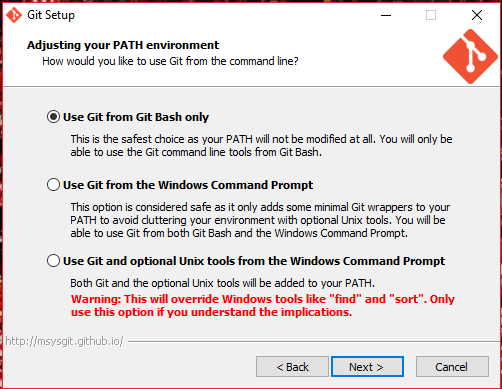 Git Setup
Adjusting your PATH environment
How would you like to use Git from the command line?
Use Git from Git Bash only
This is the safest choice as your PATH will not be modified at all. You will only be
able to use the Git command line tools from Git Bash.
Use Git from the Windows Command Prompt
This option is considered safe as it only adds some minimal Git wrappers to your
PATH to avoid cluttering your environment with optional Unix tools. You will be
able to use Git from both Git Bash and the Windows Command Prompt.
Use Git and optional Unix tools from the Windows Command Prompt
Both Git and the optional Unix tools will be added to your PATH.
Warning: This will override Windows tools like "find" and "sort". Only
use this option if you understand the implications.
http://msysgit.github.io/
< Back
Next >
Cancel